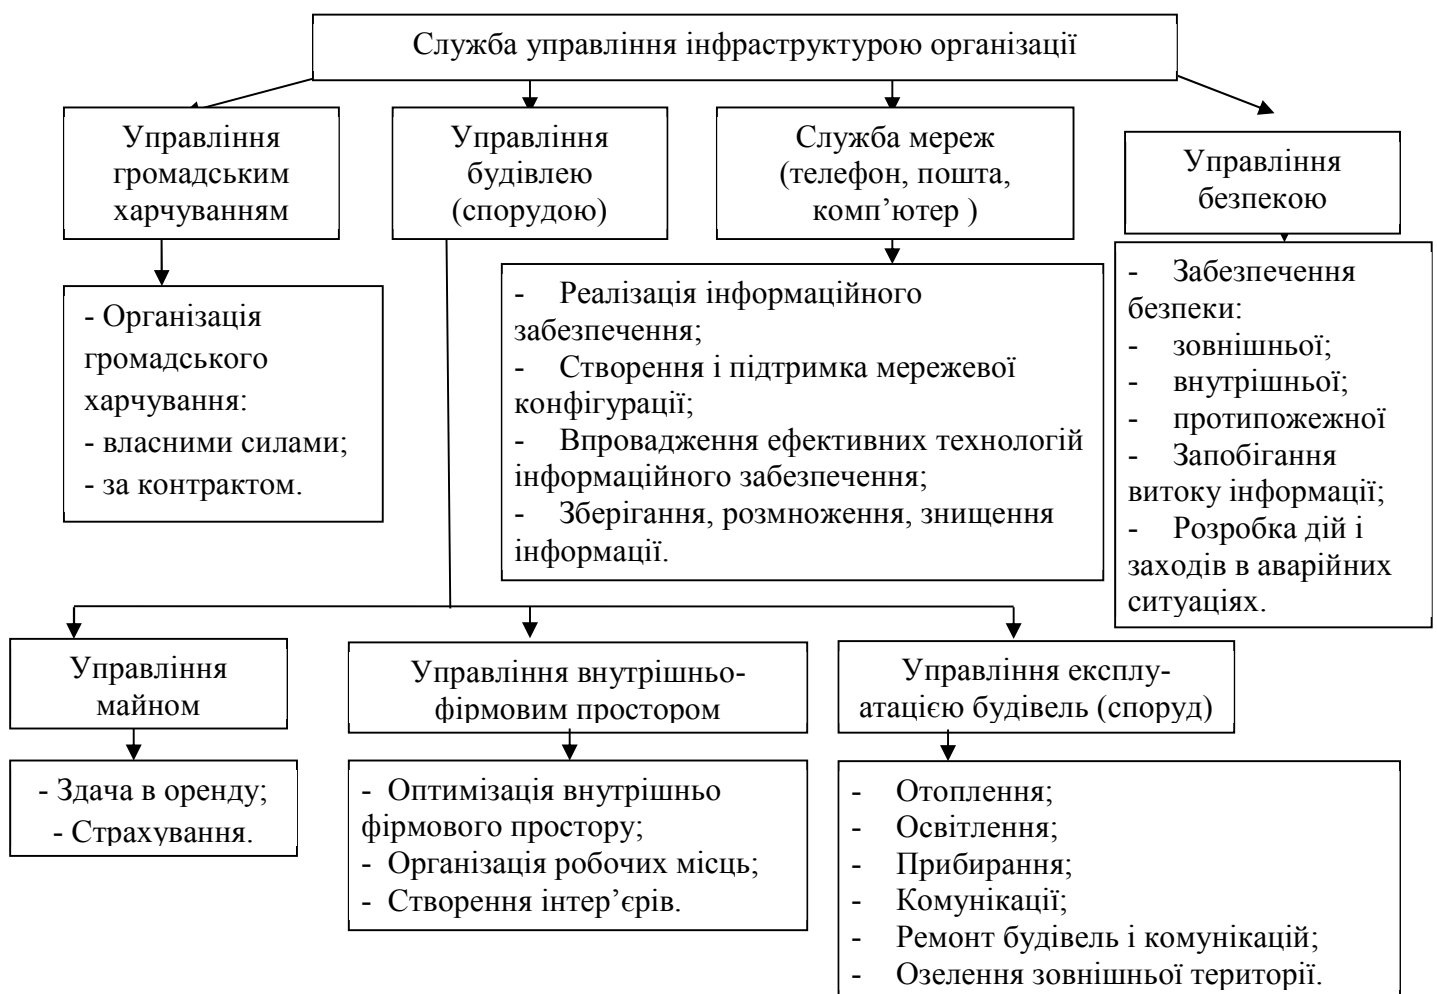 Служба управління інфраструктурою організації
Управління
громадським
харчуванням
Управління
будівлею
(спорудою)
Служба мереж
(телефон, пошта,
комп’ютер )
Управління
безпекою
- Організація
громадського
харчування:
- власними силами;
- за контрактом.
- Реалізація інформаційного
забезпечення;
- Створення і підтримка мережевої
конфігурації;
- Впровадження ефективних технологій
інформаційного забезпечення;
- Зберігання, розмноження, знищення
інформації.
- Забезпечення
безпеки:
- зовнішньої;
- внутрішньої;
- протипожежної
- Запобігання
витоку інформації;
- Розробка дій і
заходів в аварійних
ситуаціях.
Управління
майном
Управління внутрішньо-
фірмовим простором
Управління експлу-
атацією будівель (споруд)
- Здача в оренду;
- Страхування.
- Оптимізація внутрішньо
фірмового простору;
- Організація робочих місць;
- Створення інтер’єрів.
- Отоплення;
- Освітлення;
- Прибирання;
- Комунікації;
- Ремонт будівель і комунікацій;
- Озелення зовнішньої території.